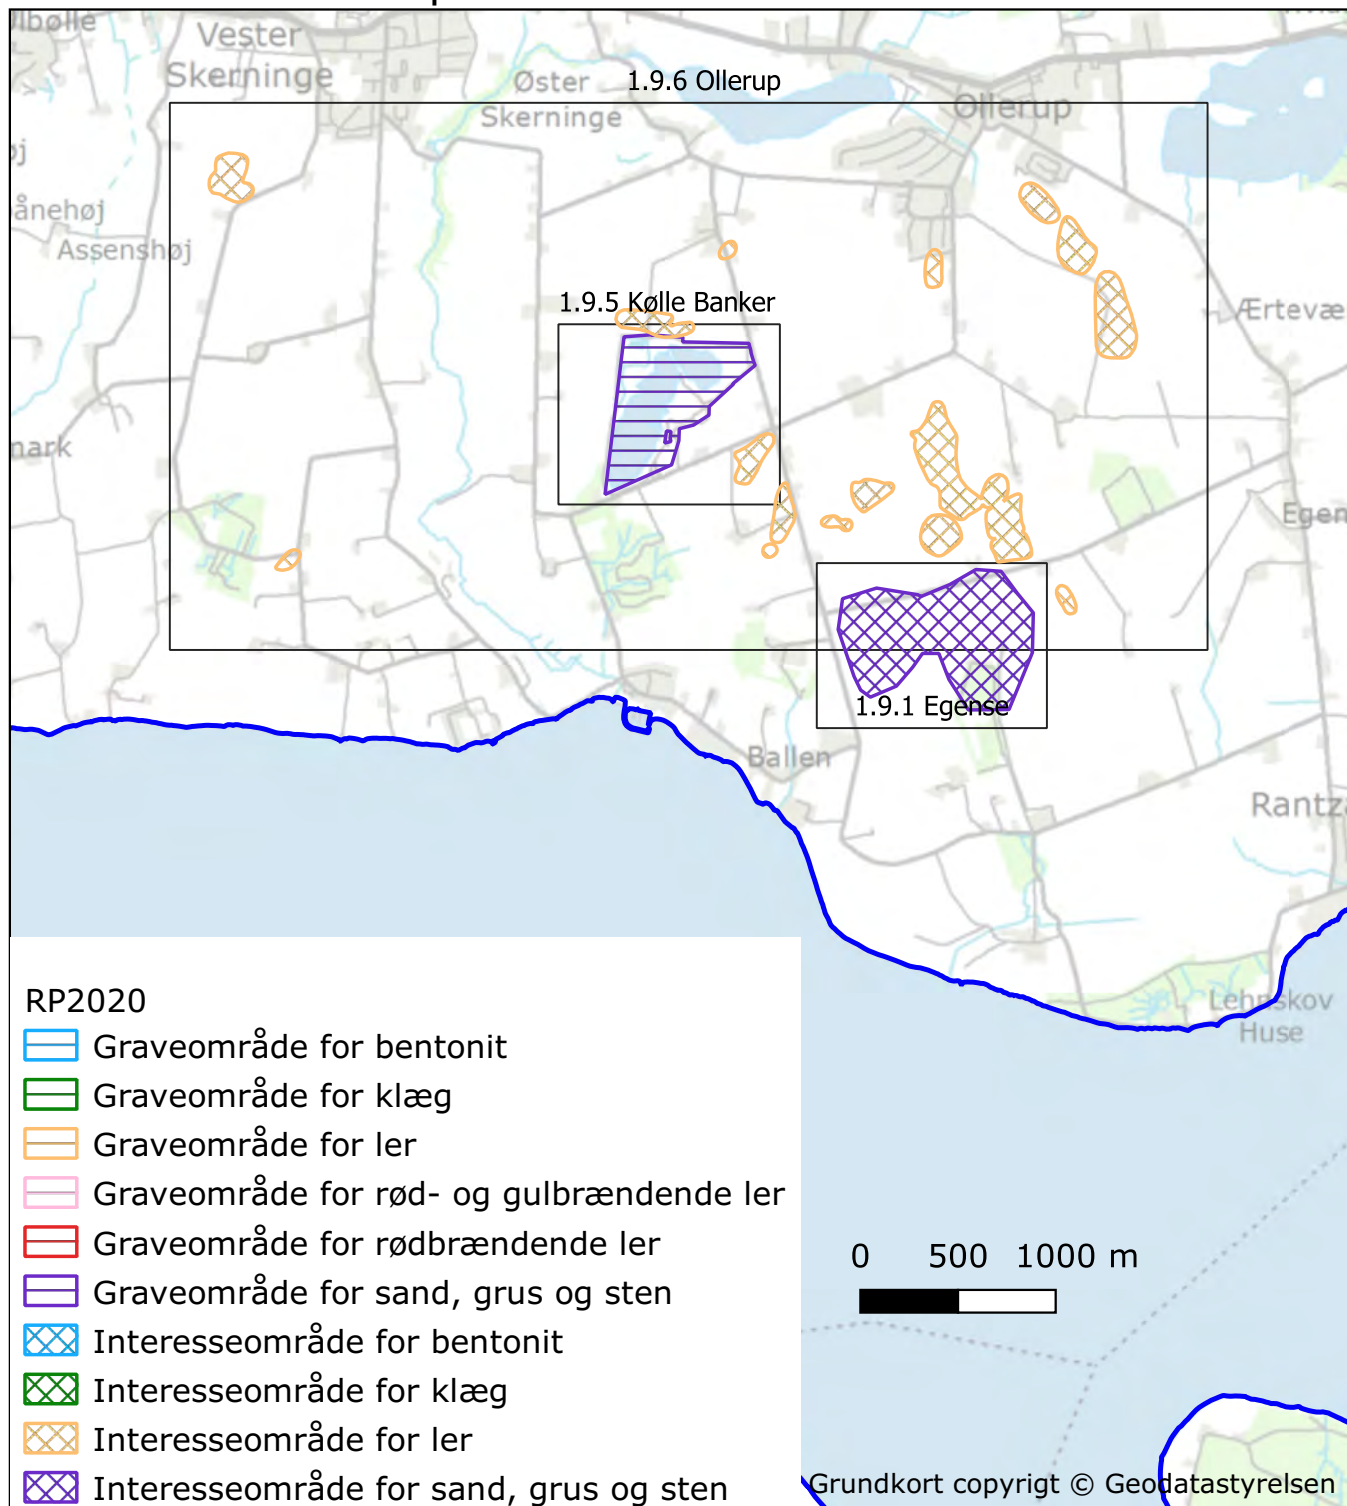 Vester
Skerninge
Øster
Skerninge
1.9.6 Ollerup
Ollerup
ånehøj
Assenshøj
1.9.5 Kølle Banker
Ærtevæ
nark
Egen
1.9.1 Egense
Ballen
Rantza
Lehnskov
Huse
RP2020
Graveområde for bentonit
Graveområde for klæg
Graveområde for ler
Graveområde for rød- og gulbrændende ler
Graveområde for rødbrændende ler
Graveområde for sand, grus og sten
Interesseområde for bentonit
Interesseområde for klæg
Interesseområde for ler
Interesseområde for sand, grus og sten
0 500 1000 m
Grundkort copyrigt © Geodatastyrelsen